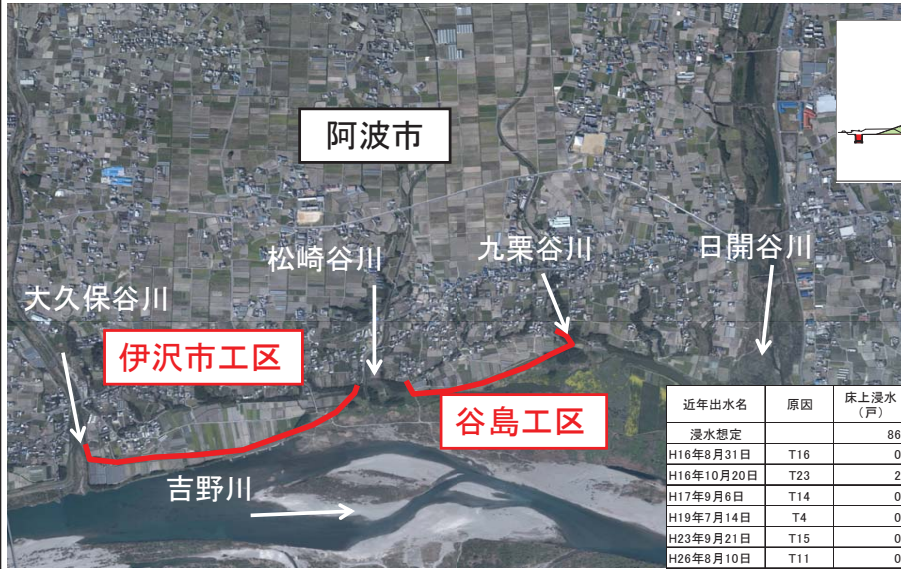 阿波市
松崎谷川
九栗谷川
日開谷川
大久保谷川
伊沢市工区
谷島工区
吉野川
近年出水名 原因 床上浸水（戸）
浸水想定 86
H16年8月31日 T16 0
H16年10月20日 T23 2
H17年9月6日 T14 0
H19年7月14日 T4 0
H23年9月21日 T15 0
H26年8月10日 T11 0